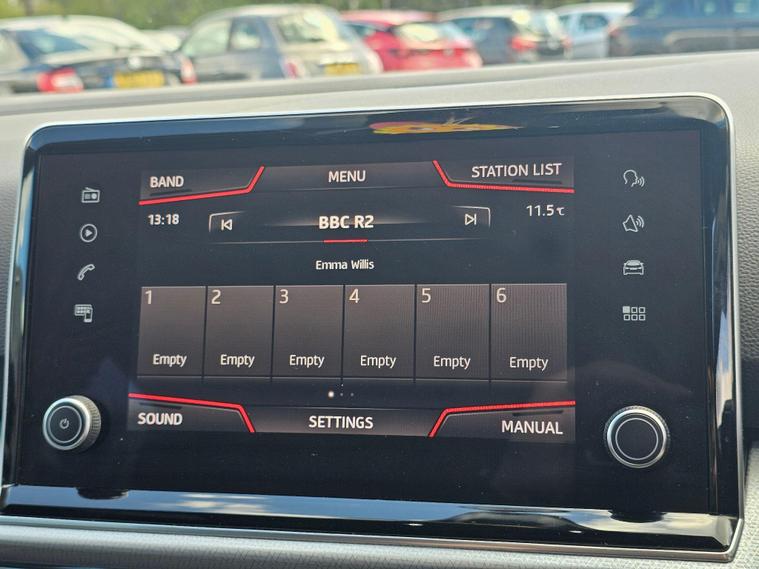 BAND MENU STATION LIST
13:18 BBC R2 11.5℃
Emma Willis
1 2 3 4 5 6
Empty Empty Empty Empty Empty Empty
SOUND SETTINGS MANUAL